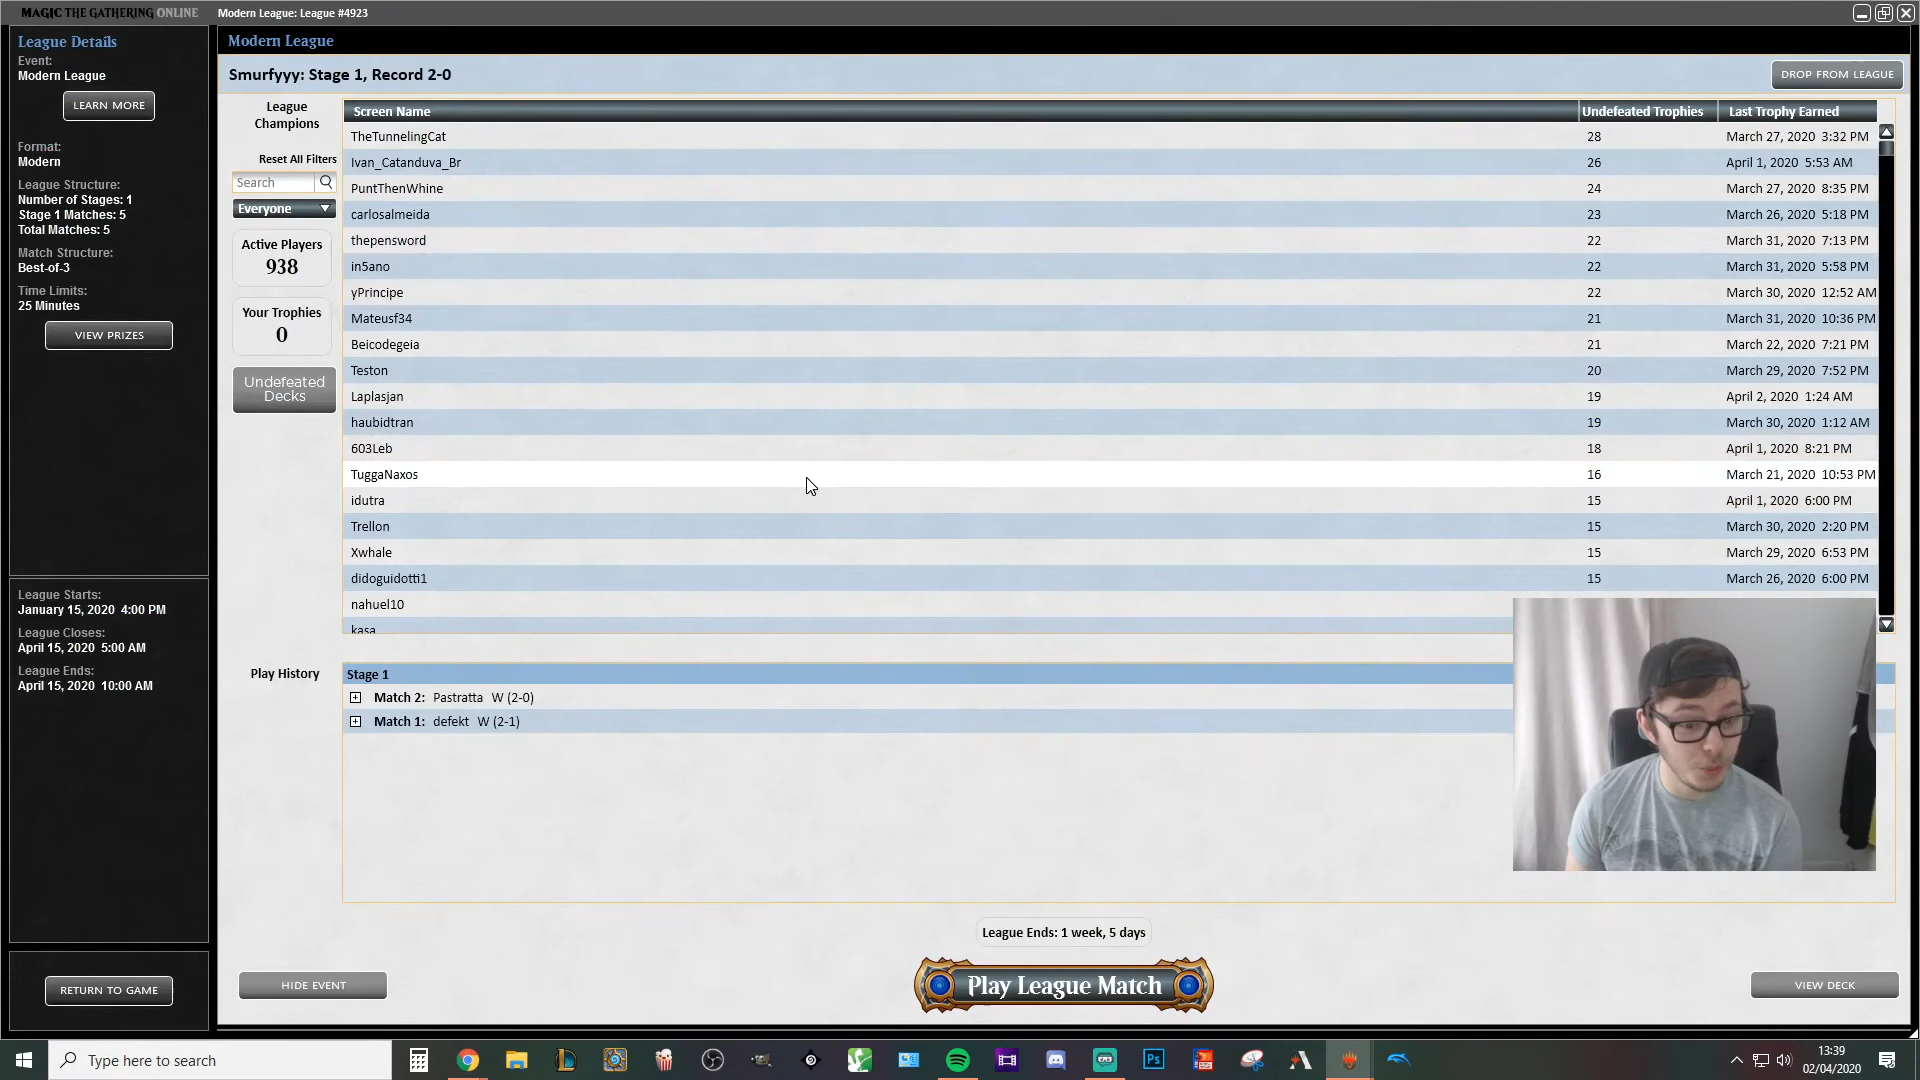 MAGIC THE GATHERING ONLINE
Modern League: League #4923
League Details
Event:
Modern League
LEARN MORE
Format:
Modern
League Structure:
Number of Stages: 1
Stage 1 Matches: 5
Total Matches: 5
Match Structure:
Best-of-3
Time Limits:
25 Minutes
VIEW PRIZES
League Starts:
January 15, 2020 4:00 PM
League Closes:
April 15, 2020 5:00 AM
League Ends:
April 15, 2020 10:00 AM
RETURN TO GAME
Modern League
Smurfyyy: Stage 1, Record 2-0
DROP FROM LEAGUE
League
Champions
Reset All Filters
Search
Everyone
Active Players
938
Your Trophies
0
Undefeated
Decks
Screen Name Undefeated Trophies Last Trophy Earned
TheTunnelingCat 28 March 27, 2020 3:32 PM
Ivan_Catanduva_Br 26 April 1, 2020 5:53 AM
PuntThenWhine 24 March 27, 2020 8:35 PM
carlosalmeida 23 March 26, 2020 5:18 PM
thepensword 22 March 31, 2020 7:13 PM
in5ano 22 March 31, 2020 5:58 PM
yPrincipe 22 March 30, 2020 12:52 AM
Mateusf34 21 March 31, 2020 10:36 PM
Beicodegeia 21 March 22, 2020 7:21 PM
Teston 20 March 29, 2020 7:52 PM
Laplasjan 19 April 2, 2020 1:24 AM
haubidtran 19 March 30, 2020 1:12 AM
603Leb 18 April 1, 2020 8:21 PM
TuggaNaxos 16 March 21, 2020 10:53 PM
idutra 15 April 1, 2020 6:00 PM
Trellon 15 March 30, 2020 2:20 PM
Xwhale 15 March 29, 2020 6:53 PM
didoguidotti1 15 March 26, 2020 6:00 PM
nahuel10
kasa
Play History
Stage 1
Match 2: Pastratta W (2-0)
Match 1: defekt W (2-1)
League Ends: 1 week, 5 days
HIDE EVENT
Play League Match
VIEW DECK
Type here to search
Ps
13:39
02/04/2020